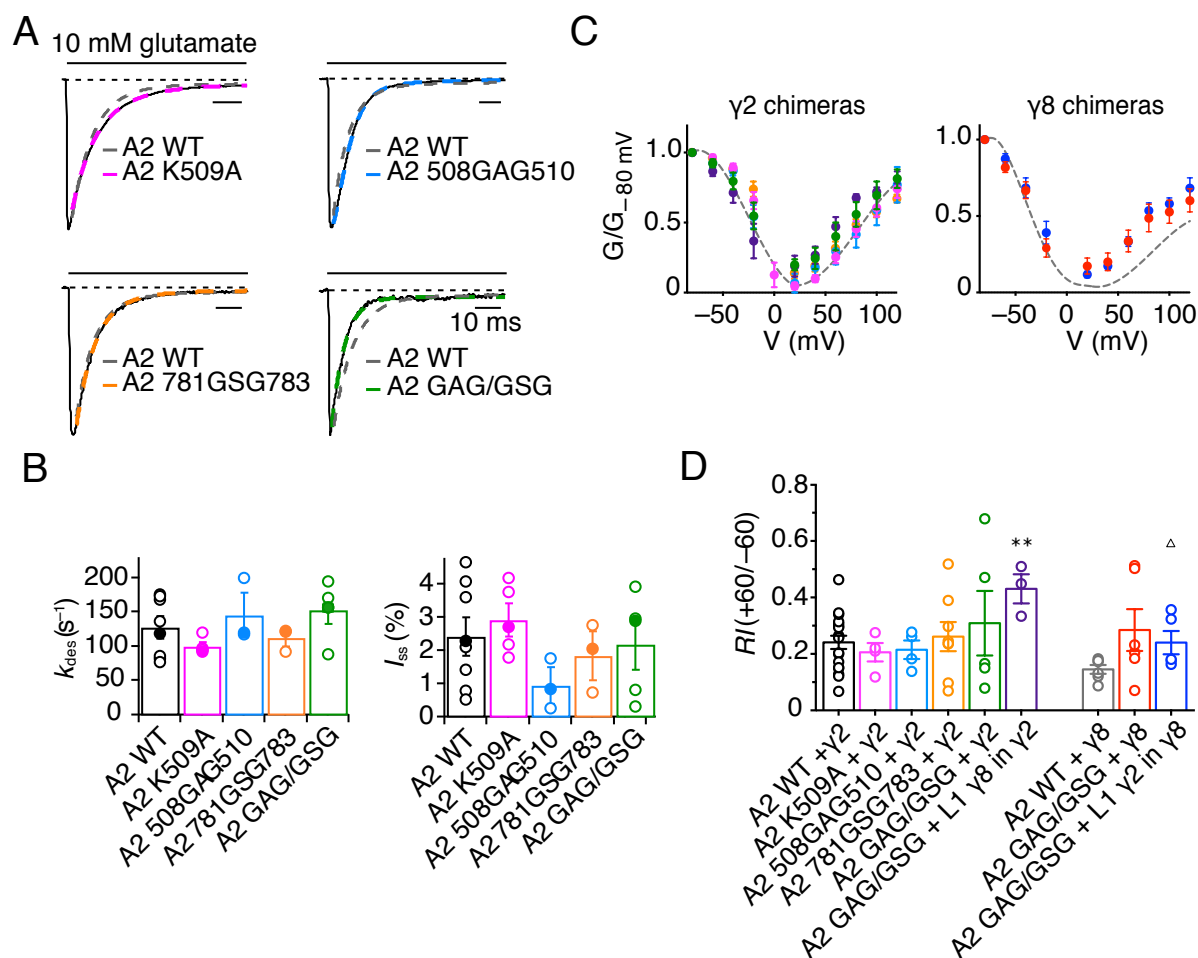 A
10 mM glutamate
A2 WT
A2 K509A
A2 WT
A2 508GAG510
A2 WT
A2 781GSG783
10 ms
A2 WT
A2 GAG/GSG
B
200
150
100
50
0
kdes(s⁻¹)
A2 WT
A2 K509A
A2 508GAG510
A2 781GSG783
A2 GAG/GSG
4
3
2
1
0
Iss(%)
A2 WT
A2 K509A
A2 508GAG510
A2 781GSG783
A2 GAG/GSG
C
γ2 chimeras
1.0
0.5
0
G/G−80 mV
−50
0
50
100
V (mV)
γ8 chimeras
1.0
0.5
0
−50
0
50
100
V (mV)
D
0.8
0.6
0.4
0.2
0
RI(+60/−60)
**
△
A2 WT + γ2
A2 K509A + γ2
A2 508GAG510 + γ2
A2 781GSG783 + γ2
A2 GAG/GSG + γ2
A2 GAG/GSG + L1 γ8 in γ2
A2 WT + γ8
A2 GAG/GSG + γ8
A2 GAG/GSG + L1 γ2 in γ8